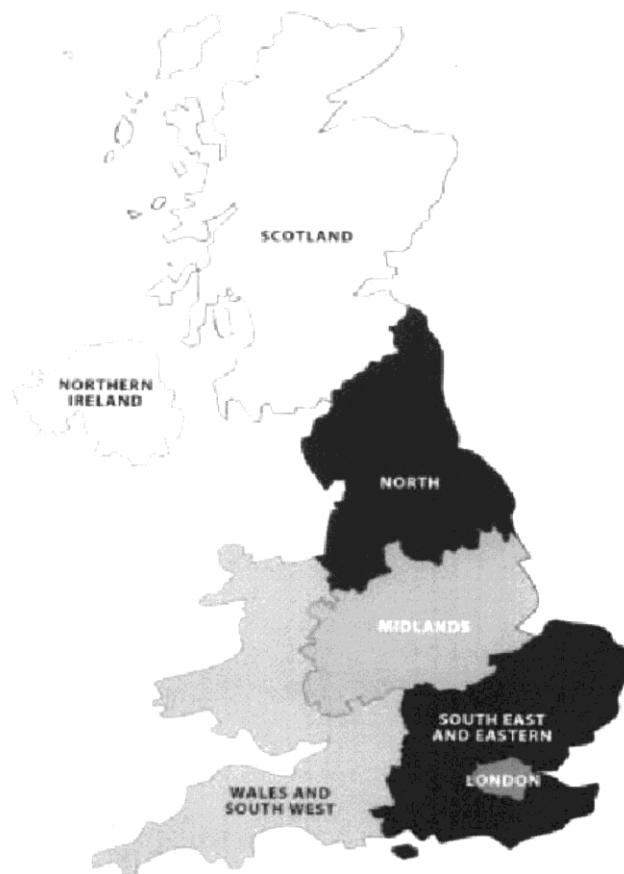 SCOTLAND
NORTHERN
IRELAND
NORTH
MIDLANDS
SOUTH EAST
AND EASTERN
LONDON
WALES AND
SOUTH WEST